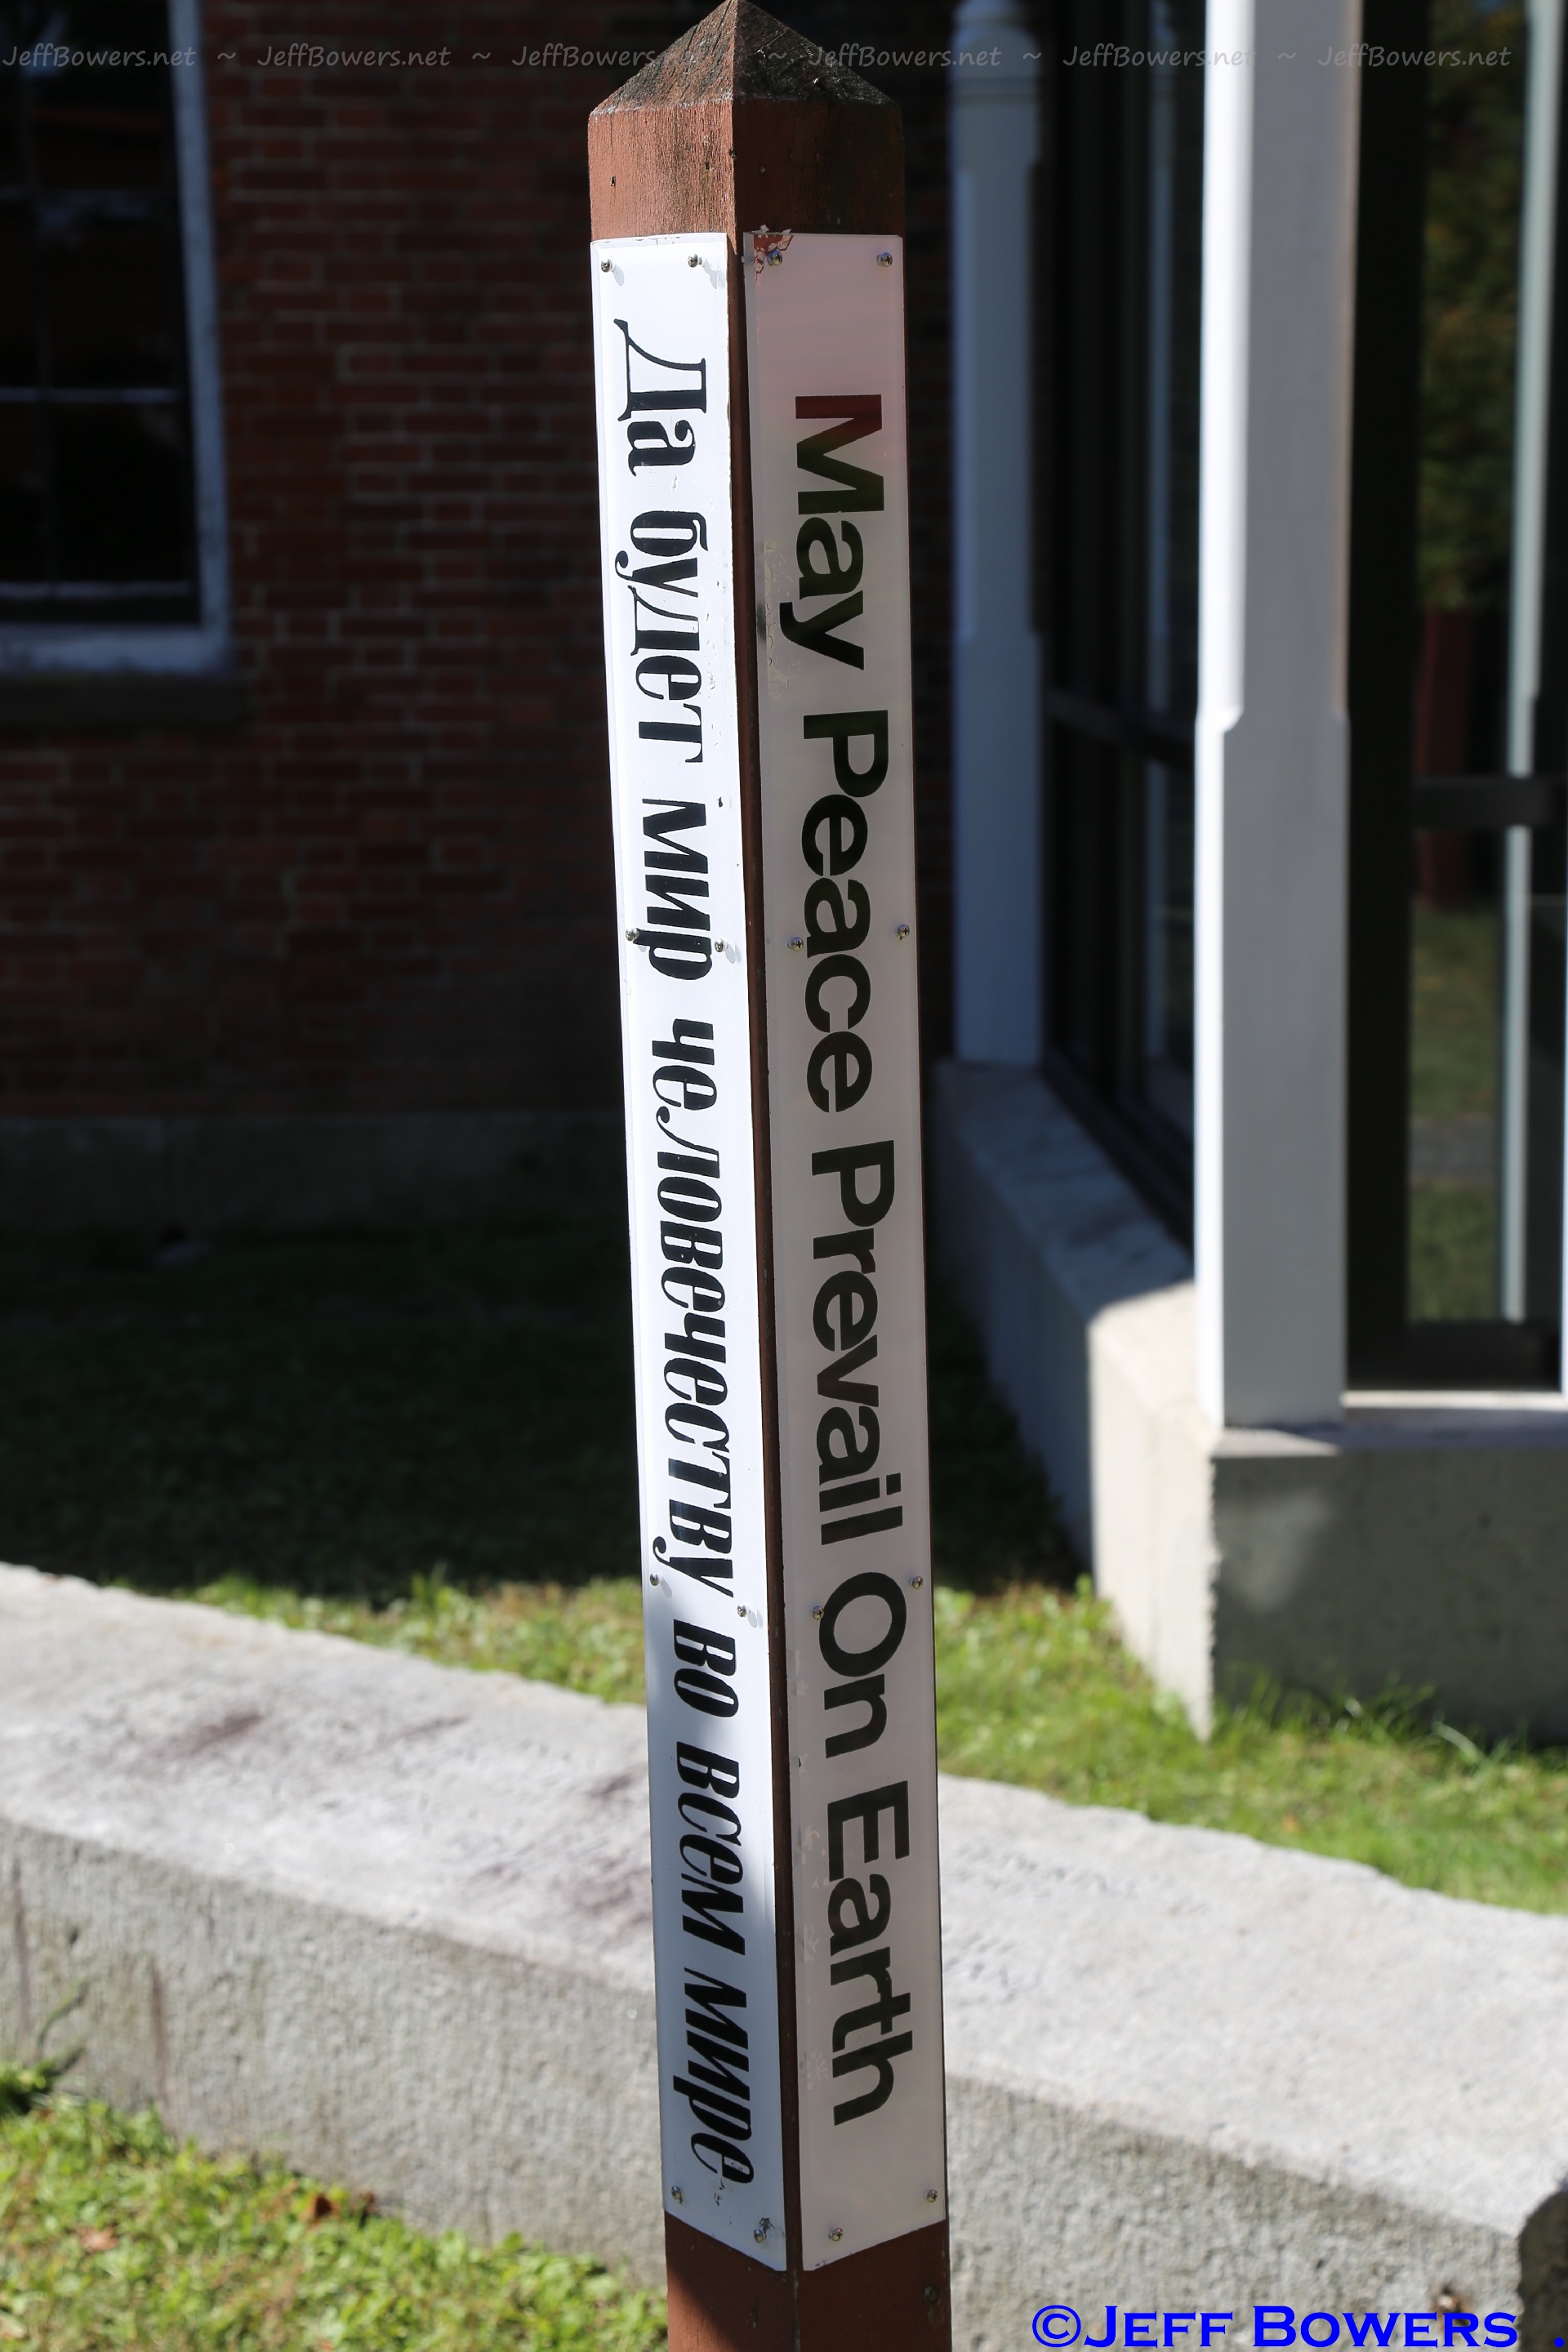 JeffBowers.net ~ JeffBowers.net ~ JeffBowers.net ~ JeffBowers.net ~ JeffBowers.net ~ JeffBowers.net
Да будет мир человечеству во всем мире
May Peace Prevail On Earth
©Jeff Bowers .